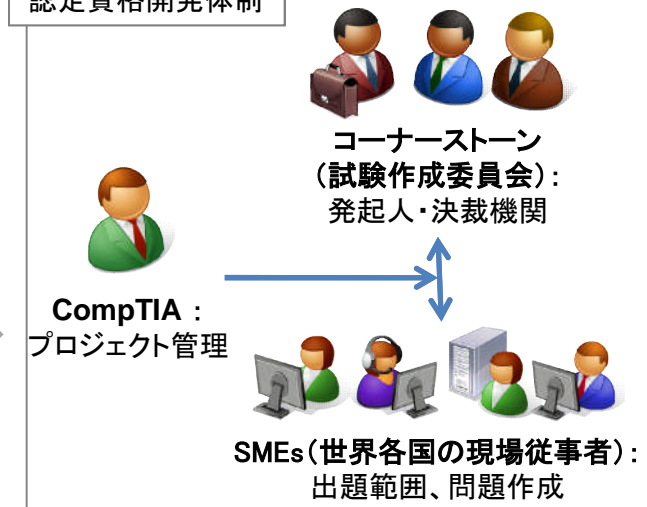 認定資格開発体制
コーナーストーン
（試験作成委員会）：
発起人・決裁機関
CompTIA：
プロジェクト管理
SMEs（世界各国の現場従事者）：
出題範囲、問題作成